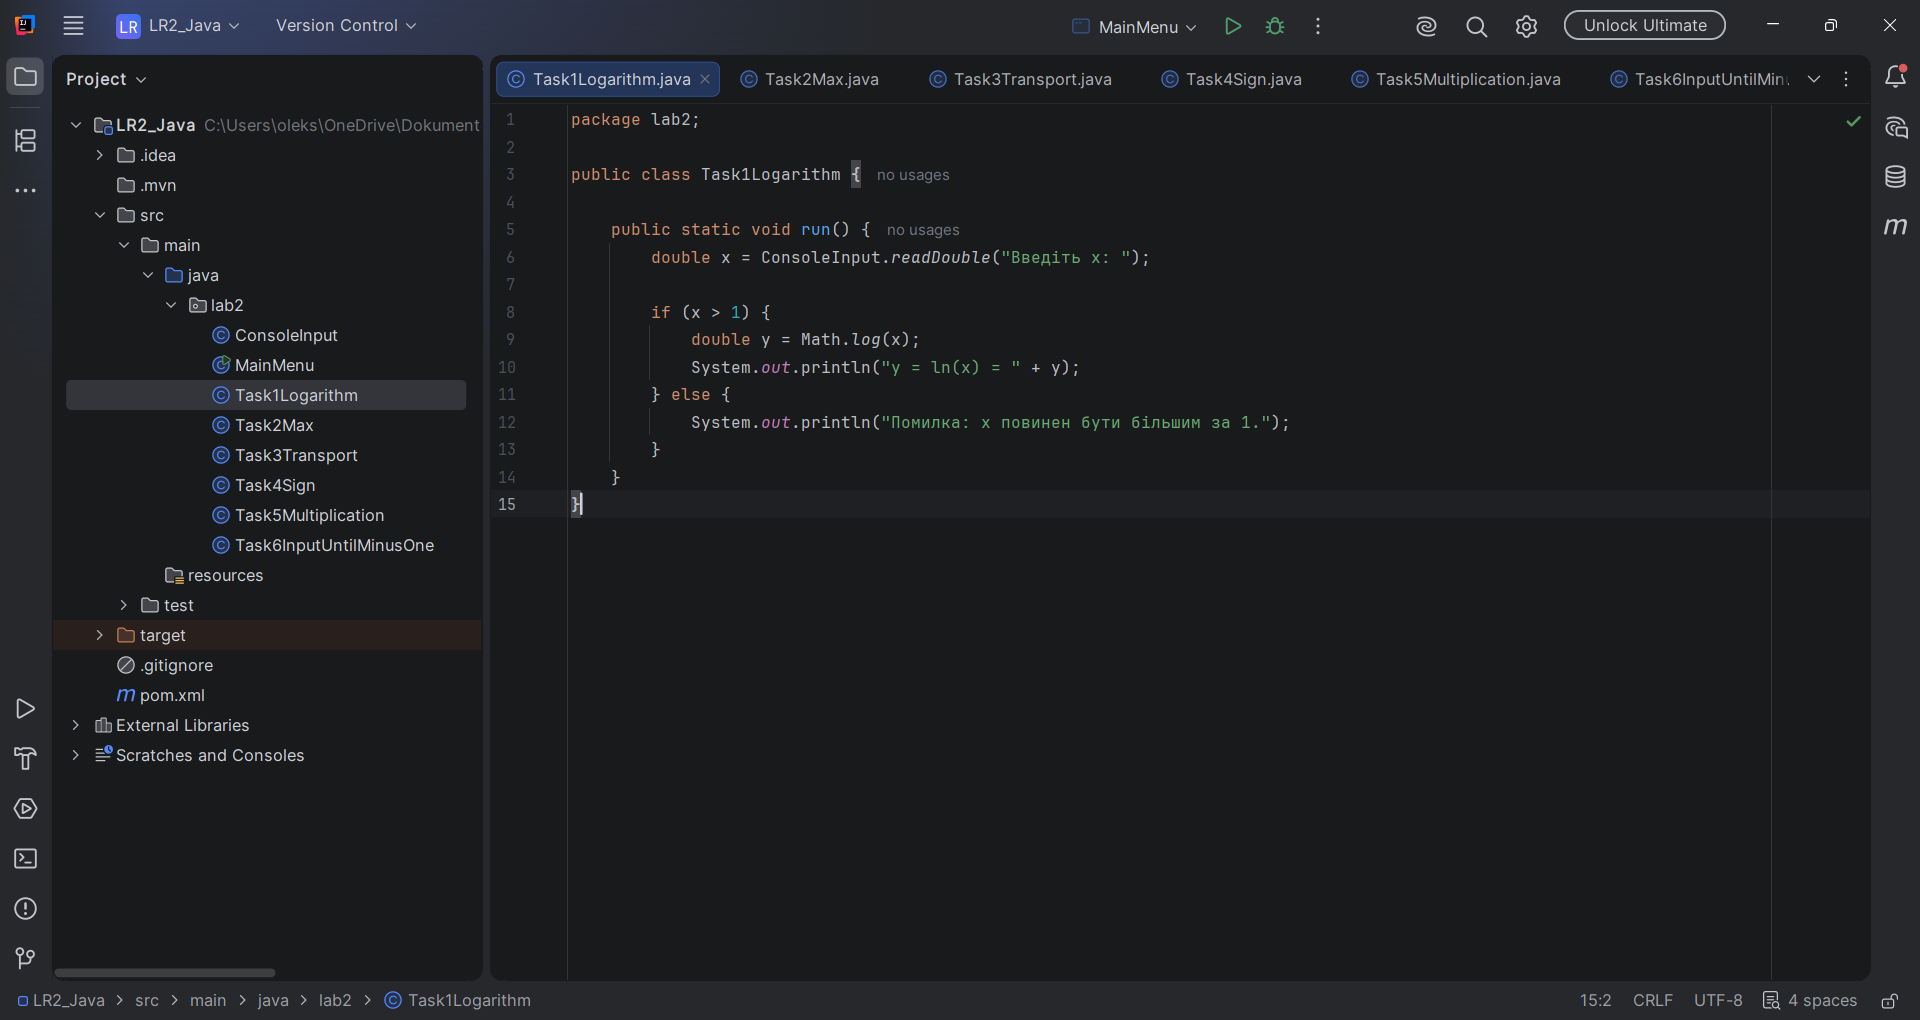 LR LR2_Java Version Control MainMenu Unlock Ultimate
Project
LR2_Java C:\Users\oleks\OneDrive\Dokument
.idea
.mvn
src
main
java
lab2
ConsoleInput
MainMenu
Task1Logarithm
Task2Max
Task3Transport
Task4Sign
Task5Multiplication
Task6InputUntilMinusOne
resources
test
target
.gitignore
pom.xml
External Libraries
Scratches and Consoles
Task1Logarithm.java Task2Max.java Task3Transport.java Task4Sign.java Task5Multiplication.java Task6InputUntilMin
1 package lab2;
2
3 public class Task1Logarithm { no usages
4
5 public static void run() { no usages
6 double x = ConsoleInput.readDouble("Введіть x: ");
7
8 if (x > 1) {
9 double y = Math.log(x);
10 System.out.println("y = ln(x) = " + y);
11 } else {
12 System.out.println("Помилка: x повинен бути більшим за 1.");
13 }
14 }
15 }
LR2_Java > src > main > java > lab2 > Task1Logarithm 15:2 CRLF UTF-8 4 spaces